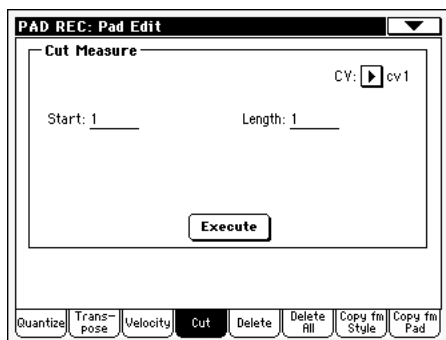 PAD REC: Pad Edit
Cut Measure
CV: cv1
Start: 1 Length: 1
Execute
Quantize Trans-pose Velocity Cut Delete Delete All Copy fm Style Copy fm Pad